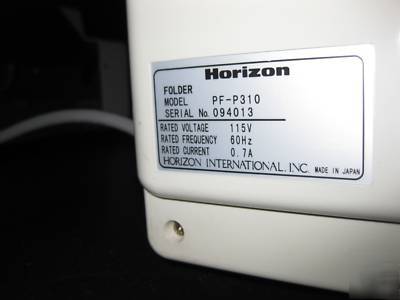 Horizon
FOLDER
MODEL PF-P310
SERIAL No. 094013
RATED VOLTAGE 115V
RATED FREQUENCY 60Hz
RATED CURRENT 0.7A
HORIZON INTERNATIONAL, INC. MADE IN JAPAN